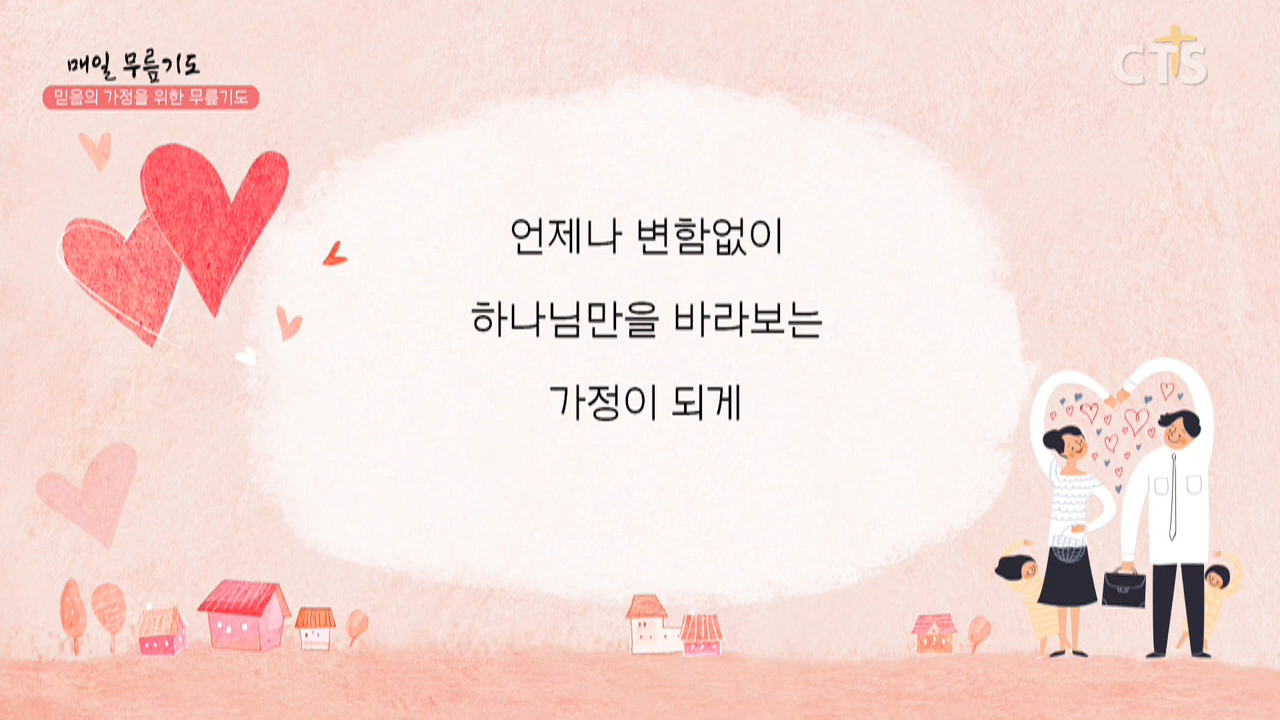 매일 무릎기도
믿음의 가정을 위한 무릎기도
CTS
언제나 변함없이
하나님만을 바라보는
가정이 되게